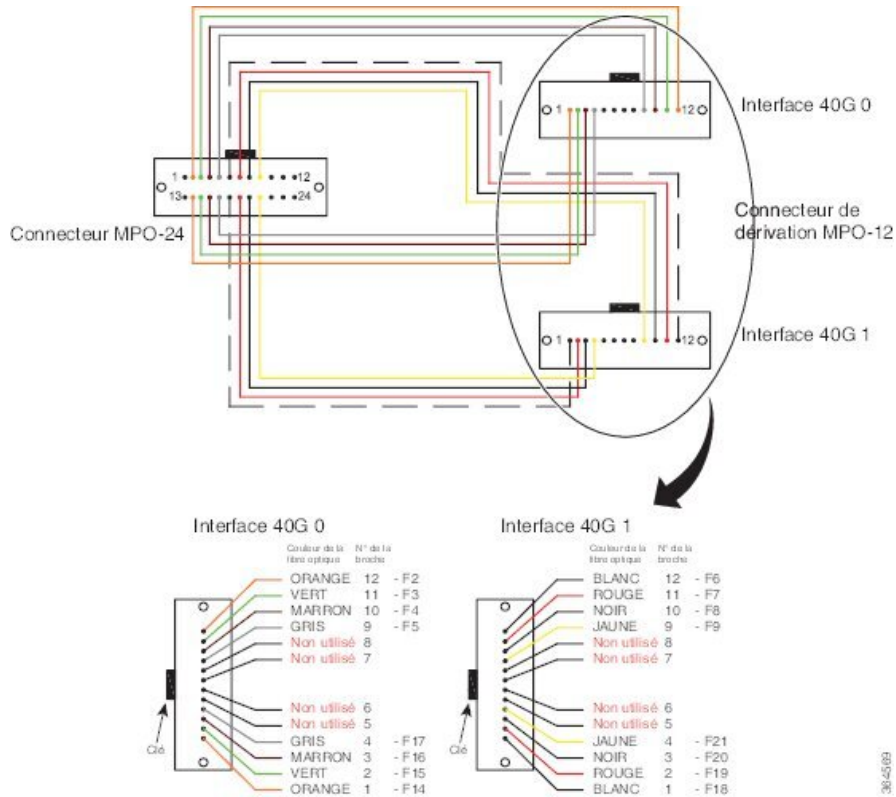 Interface 40G 0
1
12
1
12
13
24
Connecteur MPO-24
Connecteur de
dérivation MPO-12
Interface 40G 1
1
12
Interface 40G 0
Couleur de la
fibre optique
N° de la
broche
ORANGE 12 - F2
VERT 11 - F3
MARRON 10 - F4
GRIS 9 - F5
Non utilisé 8
Non utilisé 7
Non utilisé 6
Non utilisé 5
GRIS 4 - F17
MARRON 3 - F16
VERT 2 - F15
ORANGE 1 - F14
Clé
Interface 40G 1
Couleur de la
fibre optique
N° de la
broche
BLANC 12 - F6
ROUGE 11 - F7
NOIR 10 - F8
JAUNE 9 - F9
Non utilisé 8
Non utilisé 7
Non utilisé 6
Non utilisé 5
JAUNE 4 - F21
NOIR 3 - F20
ROUGE 2 - F19
BLANC 1 - F18
Clé
384569